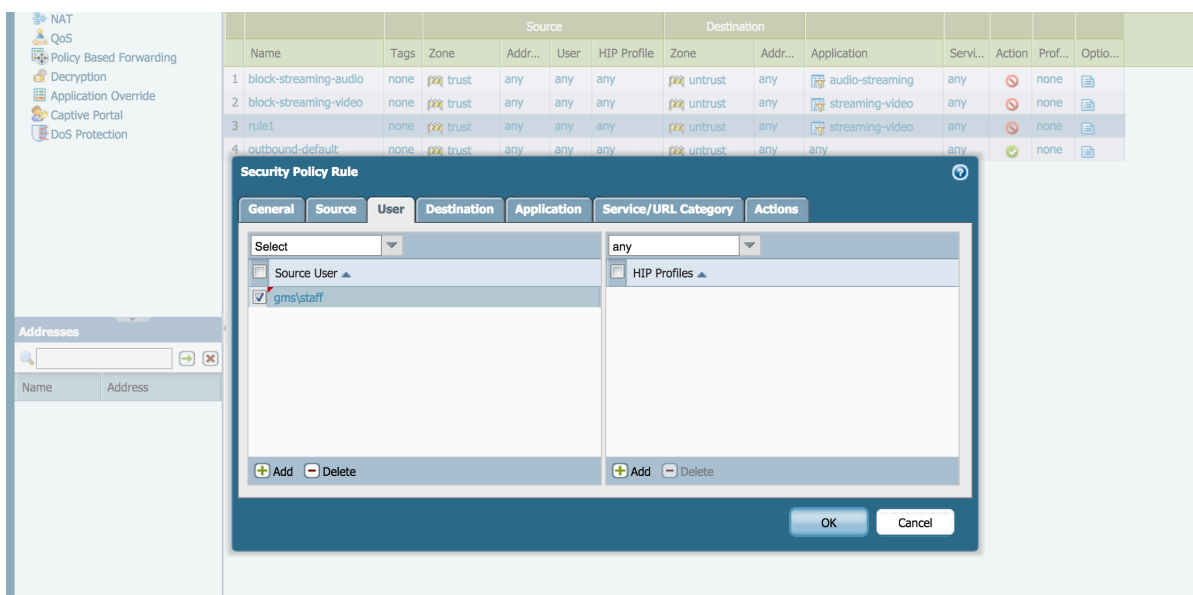 NAT
QoS
Policy Based Forwarding
Decryption
Application Override
Captive Portal
DoS Protection
Source Destination
Name Tags Zone Addr... User HIP Profile Zone Addr... Application Servi... Action Prof... Optio...
1 block-streaming-audio none trust any any any untrust any audio-streaming any none
2 block-streaming-video none trust any any any untrust any streaming-video any none
3 rule1 none trust any any any untrust any streaming-video any none
4 outbound-default none trust any any any untrust any any any none
Security Policy Rule
General Source User Destination Application Service/URL Category Actions
Select any
Source User HIP Profiles
gms\staff
Add Delete Add Delete
OK Cancel
Addresses
Name Address